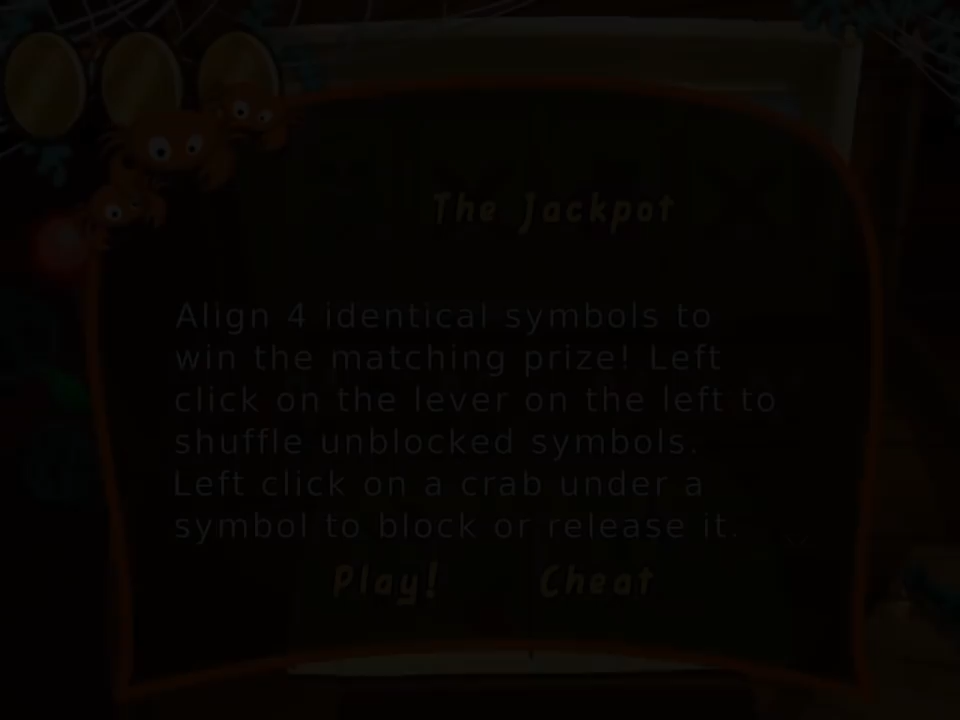 The Jackpot
Align 4 identical symbols to
win the matching prize! Left
click on the lever on the left to
shuffle unblocked symbols.
Left click on a crab under a
symbol to block or release it.
Play! Cheat